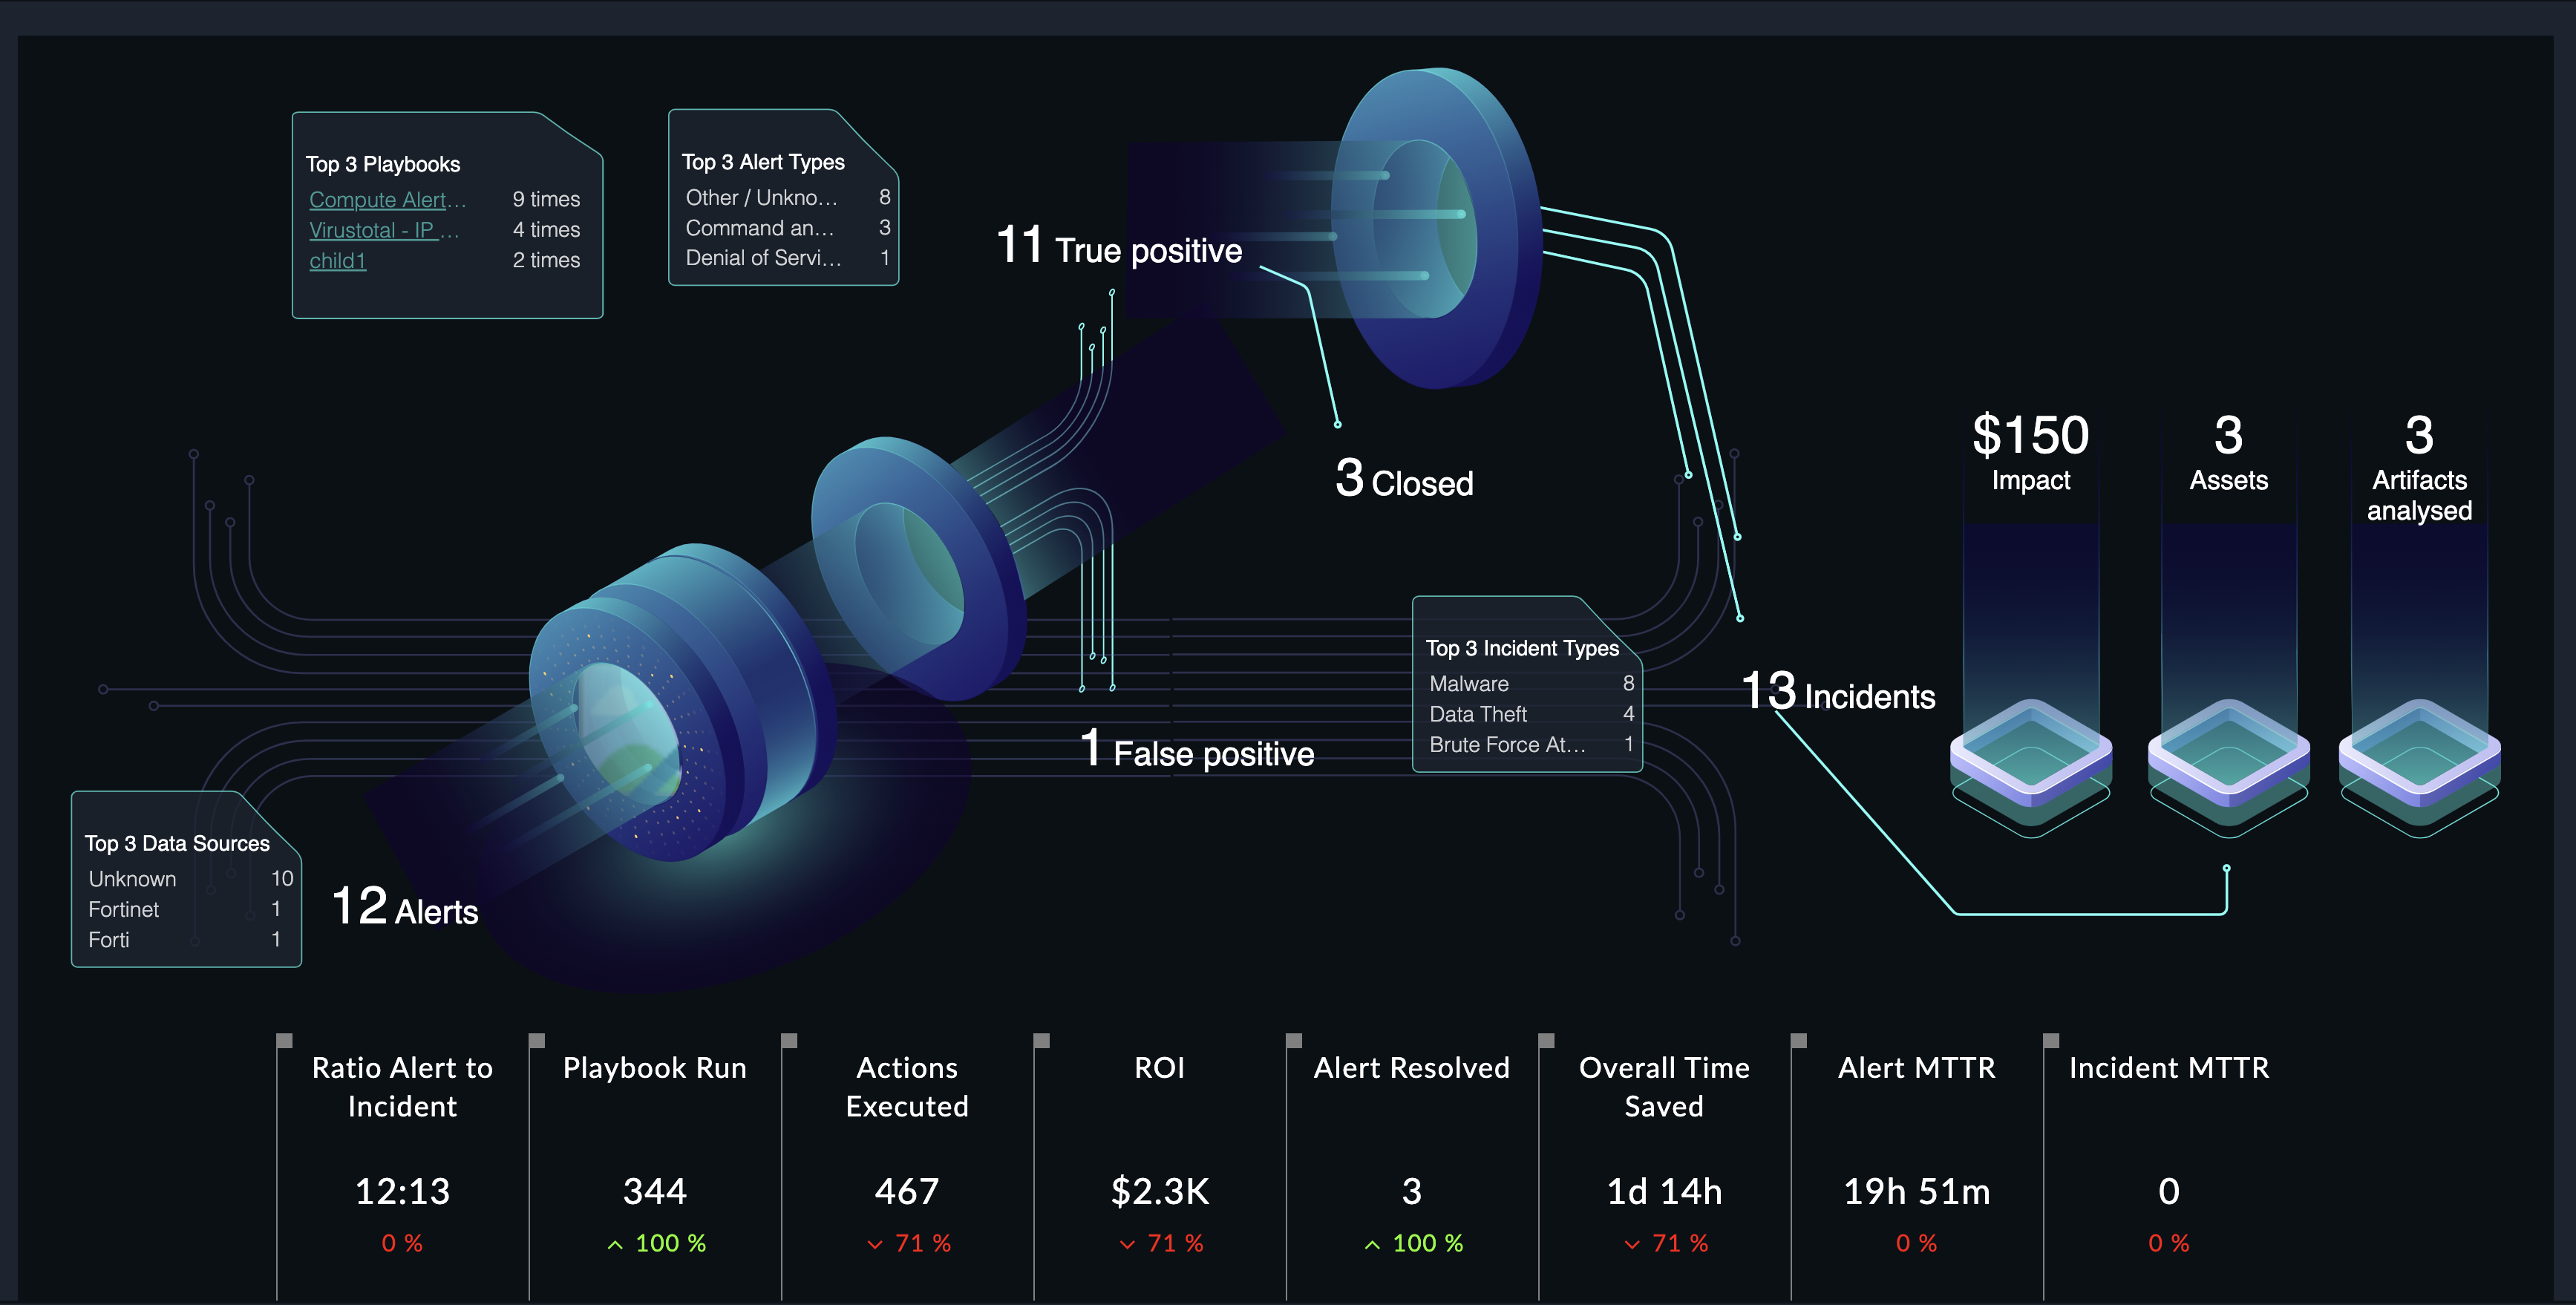 Top 3 Playbooks
Compute Alert... 9 times
Virustotal - IP ... 4 times
child1 2 times
Top 3 Alert Types
Other / Unkno... 8
Command an... 3
Denial of Servi... 1
11 True positive
3 Closed
$150
Impact
3
Assets
3
Artifacts
analysed
Top 3 Incident Types
Malware 8
Data Theft 4
Brute Force At... 1
13 Incidents
1 False positive
Top 3 Data Sources
Unknown 10
Fortinet 1
Forti 1
12 Alerts
Ratio Alert to
Incident
12:13
0 %
Playbook Run
344
100 %
Actions
Executed
467
71 %
ROI
$2.3K
71 %
Alert Resolved
3
100 %
Overall Time
Saved
1d 14h
71 %
Alert MTTR
19h 51m
0 %
Incident MTTR
0
0 %